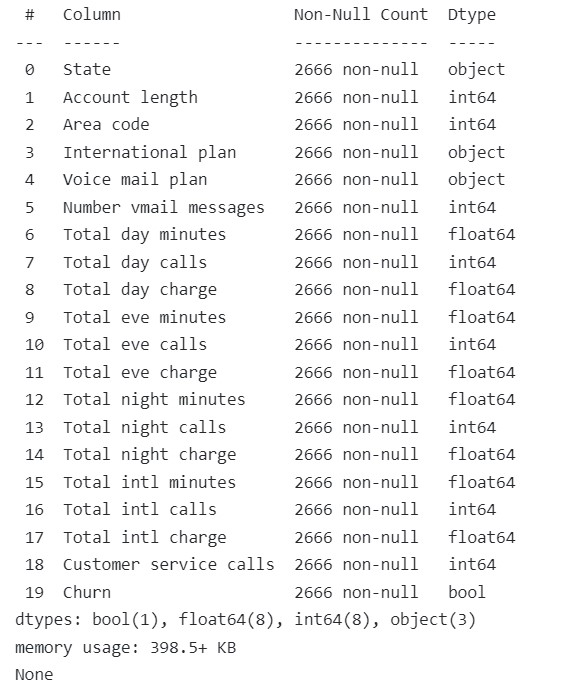 #   Column                  Non-Null Count  Dtype
---  ------                  --------------  -----
0   State                   2666 non-null   object
1   Account length          2666 non-null   int64
2   Area code               2666 non-null   int64
3   International plan      2666 non-null   object
4   Voice mail plan         2666 non-null   object
5   Number vmail messages   2666 non-null   int64
6   Total day minutes       2666 non-null   float64
7   Total day calls         2666 non-null   int64
8   Total day charge        2666 non-null   float64
9   Total eve minutes       2666 non-null   float64
10  Total eve calls         2666 non-null   int64
11  Total eve charge        2666 non-null   float64
12  Total night minutes     2666 non-null   float64
13  Total night calls       2666 non-null   int64
14  Total night charge      2666 non-null   float64
15  Total intl minutes      2666 non-null   float64
16  Total intl calls        2666 non-null   int64
17  Total intl charge       2666 non-null   float64
18  Customer service calls  2666 non-null   int64
19  Churn                   2666 non-null   bool
dtypes: bool(1), float64(8), int64(8), object(3)
memory usage: 398.5+ KB
None